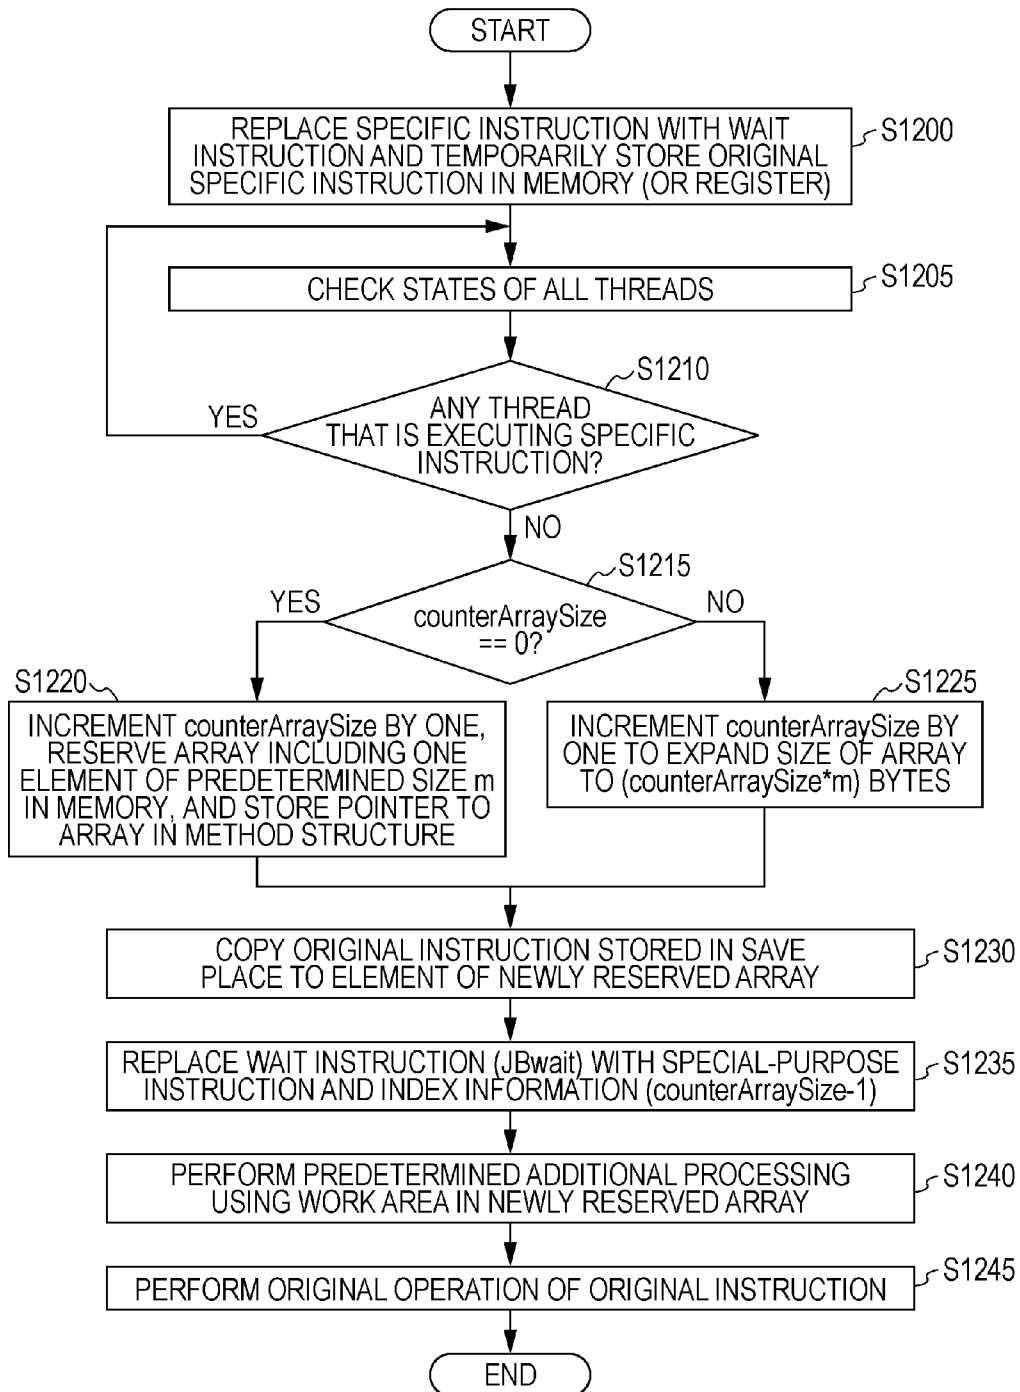 START
REPLACE SPECIFIC INSTRUCTION WITH WAIT
INSTRUCTION AND TEMPORARILY STORE ORIGINAL
SPECIFIC INSTRUCTION IN MEMORY (OR REGISTER)
S1200
CHECK STATES OF ALL THREADS
S1205
S1210
ANY THREAD
THAT IS EXECUTING SPECIFIC
INSTRUCTION?
YES
NO
S1215
counterArraySize
== 0?
YES
NO
S1220
INCREMENT counterArraySize BY ONE,
RESERVE ARRAY INCLUDING ONE
ELEMENT OF PREDETERMINED SIZE m
IN MEMORY, AND STORE POINTER TO
ARRAY IN METHOD STRUCTURE
S1225
INCREMENT counterArraySize BY
ONE TO EXPAND SIZE OF ARRAY
TO (counterArraySize*m) BYTES
COPY ORIGINAL INSTRUCTION STORED IN SAVE
PLACE TO ELEMENT OF NEWLY RESERVED ARRAY
S1230
REPLACE WAIT INSTRUCTION (JBwait) WITH SPECIAL-PURPOSE
INSTRUCTION AND INDEX INFORMATION (counterArraySize-1)
S1235
PERFORM PREDETERMINED ADDITIONAL PROCESSING
USING WORK AREA IN NEWLY RESERVED ARRAY
S1240
PERFORM ORIGINAL OPERATION OF ORIGINAL INSTRUCTION
S1245
END